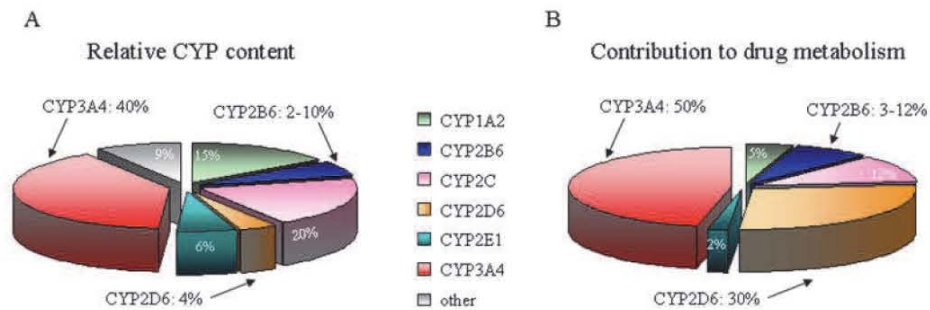 A
Relative CYP content
CYP3A4: 40%
CYP2B6: 2-10%
9%
15%
20%
6%
CYP2D6: 4%
CYP1A2
CYP2B6
CYP2C
CYP2D6
CYP2E1
CYP3A4
other
B
Contribution to drug metabolism
CYP3A4: 50%
CYP2B6: 3-12%
5%
2%
CYP2D6: 30%